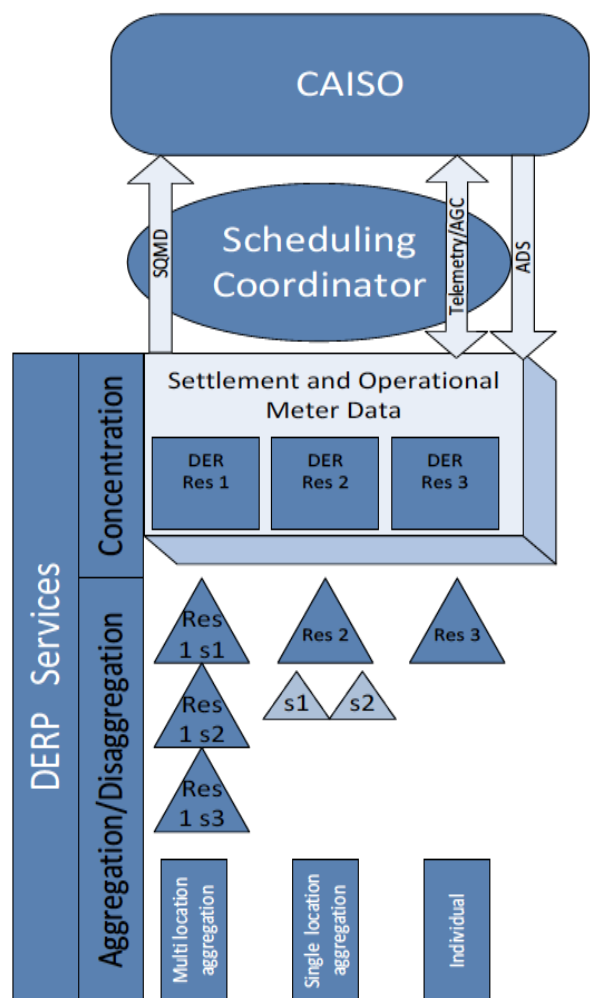 CAISO
Scheduling
Coordinator
SQMD
Telemetry/AGC
ADS
DERP Services
Concentration
Settlement and Operational
Meter Data
DER
Res 1
DER
Res 2
DER
Res 3
Aggregation/Disaggregation
Res
1 s1
Res 2
Res 3
s1
s2
Res
1 s2
Res
1 s3
Multi location
aggregation
Single location
aggregation
Individual